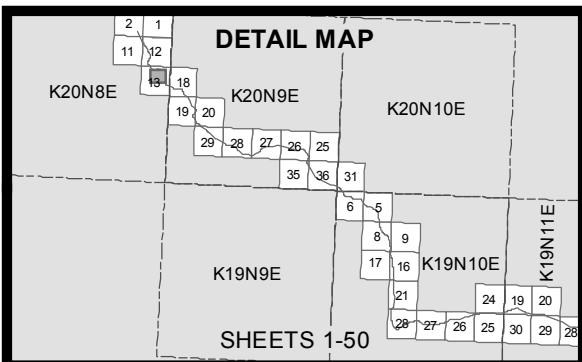 2 1
DETAIL MAP
11 12
K20N8E
13 18
K20N9E
K20N10E
19 20
29 28 27 26 25
35 36 31
6 5
K19N11E
8 9
K19N9E
17 16
K19N10E
21
24 19 20
28 27 26 25 30 29 28
SHEETS 1-50